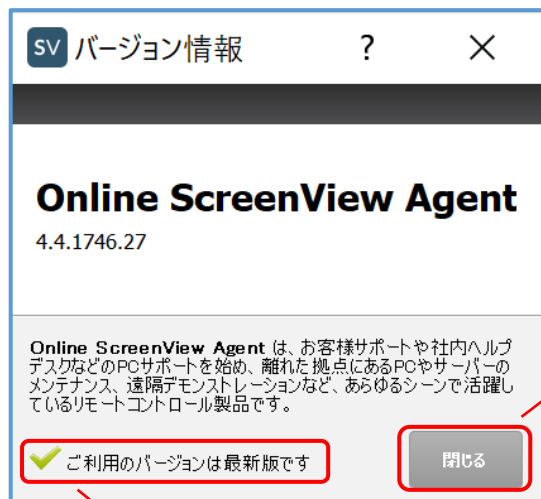 SV バージョン情報 ? ×
Online ScreenView Agent
4.4.1746.27
Online ScreenView Agent は、お客様サポートや社内ヘルプ
デスクなどのPCサポートを始め、離れた拠点にあるPCやサーバーの
メンテナンス、遠隔デモンストレーションなど、あらゆるシーンで活躍し
ているリモートコントロール製品です。
ご利用のバージョンは最新版です 閉じる